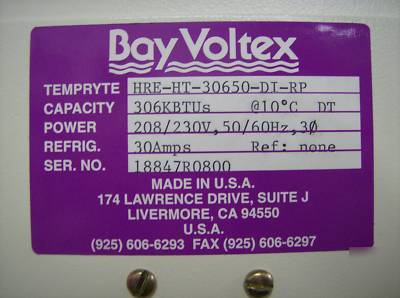 Bay Voltex
TEMPRYTE HRE-HT-30650-DI-RP
CAPACITY 306KBTUs @10°C DT
POWER 208/230V,50/60Hz,3Ø
REFRIG. 30Amps Ref: none
SER. NO. 18847R0800
MADE IN U.S.A.
174 LAWRENCE DRIVE, SUITE J
LIVERMORE, CA 94550
U.S.A.
(925) 606-6293 FAX (925) 606-6297